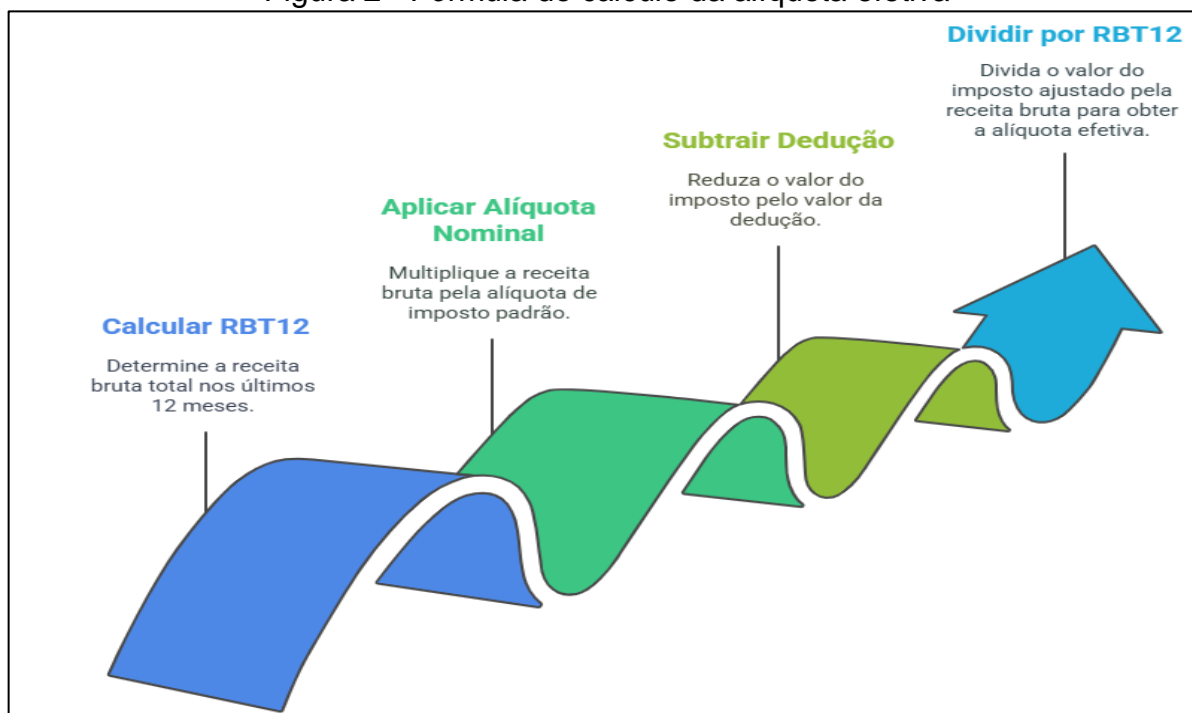 Dividir por RBT12
Divida o valor do
imposto ajustado pela
receita bruta para obter
a alíquota efetiva.
Subtrair Dedução
Reduza o valor do
imposto pelo valor da
dedução.
Aplicar Alíquota
Nominal
Multiplique a receita
bruta pela alíquota de
imposto padrão.
Calcular RBT12
Determine a receita
bruta total nos últimos
12 meses.